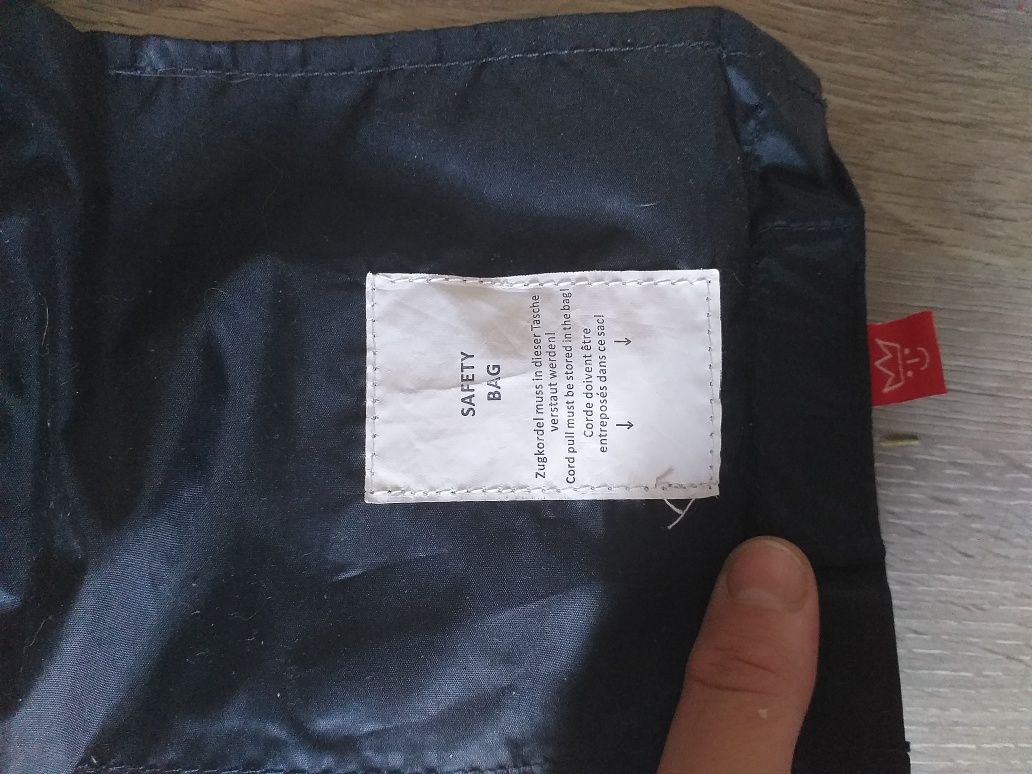 SAFETY
BAG
Zugkordel muss in dieser Tasche
verstaut werden!
Cord pull must be stored in the bag!
Corde doivent être
entreposés dans ce sac!
↓ ↓